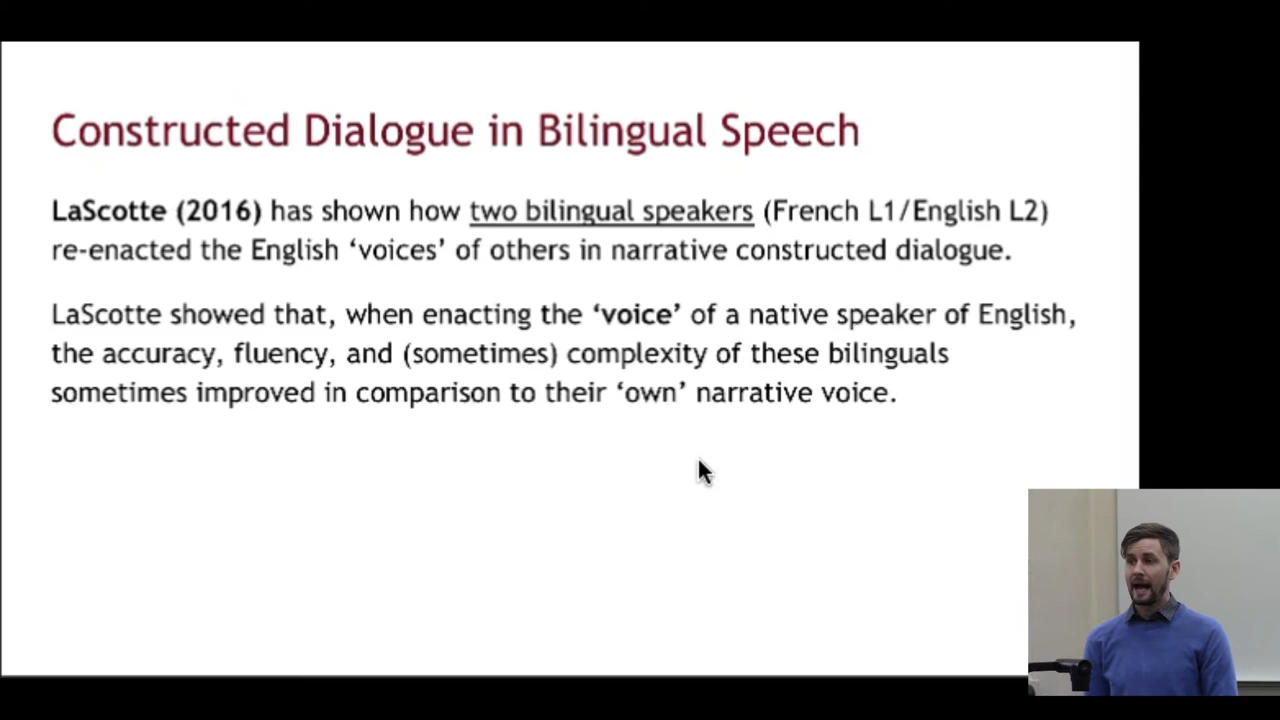 Constructed Dialogue in Bilingual Speech
LaScotte (2016) has shown how two bilingual speakers (French L1/English L2)
re-enacted the English ‘voices’ of others in narrative constructed dialogue.
LaScotte showed that, when enacting the ‘voice’ of a native speaker of English,
the accuracy, fluency, and (sometimes) complexity of these bilinguals
sometimes improved in comparison to their ‘own’ narrative voice.